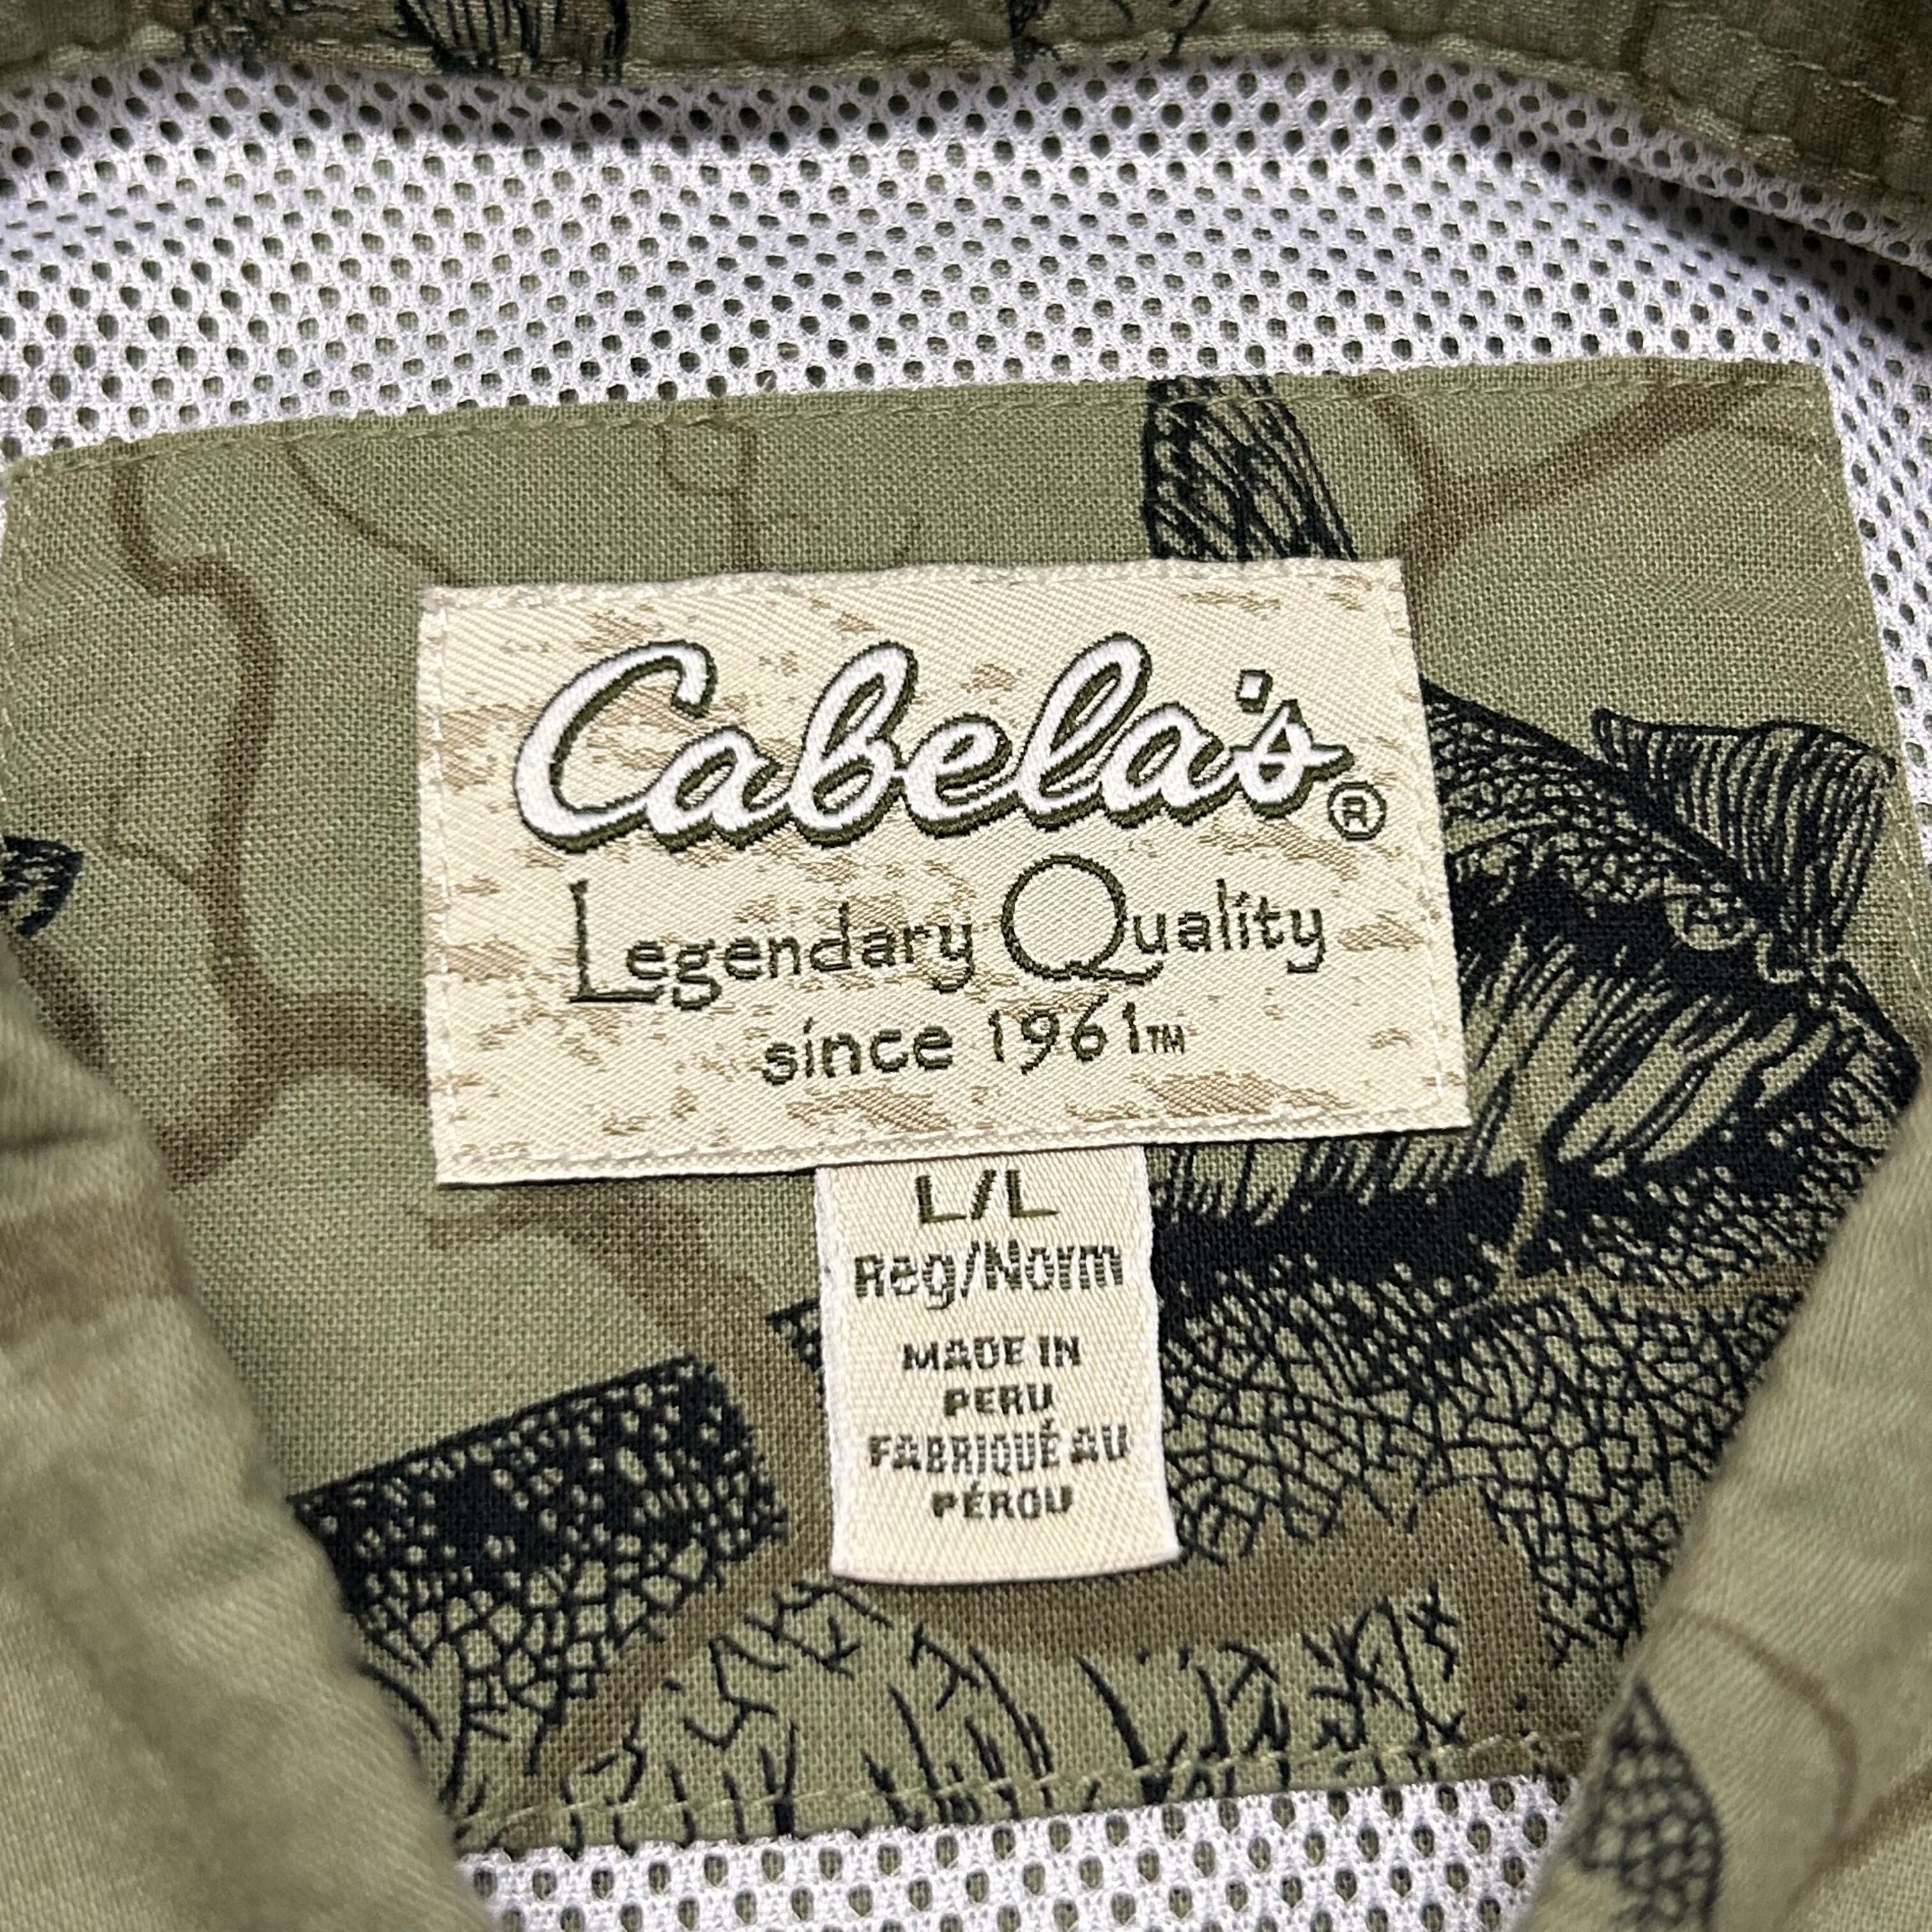 Cabela's®
Legendary Quality
since 1961™
L/L
Reg/Norm
MADE IN
PERU
FABRIQUÉ AU
PÉROU